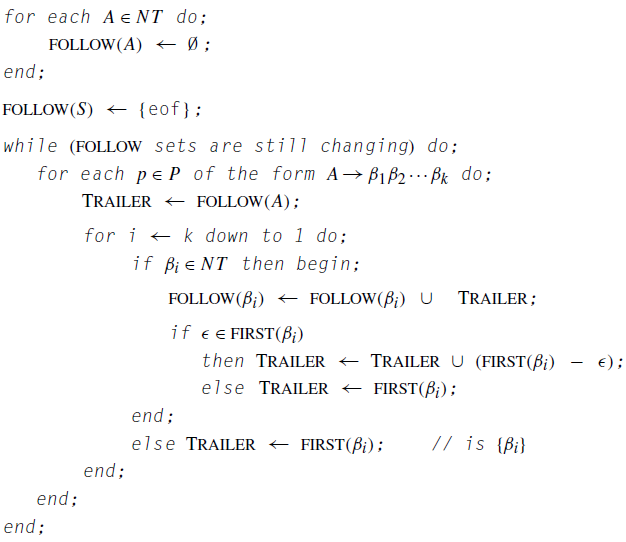 for each A ∈ NT do;
FOLLOW(A) ← Ø ;
end;
FOLLOW(S) ← {eof} ;
while (FOLLOW sets are still changing) do;
for each p ∈ P of the form A → β₁β₂⋯βₖ do;
TRAILER ← FOLLOW(A) ;
for i ← k down to 1 do;
if βᵢ ∈ NT then begin;
FOLLOW(βᵢ) ← FOLLOW(βᵢ) ∪ TRAILER ;
if ϵ ∈ FIRST(βᵢ)
then TRAILER ← TRAILER ∪ (FIRST(βᵢ) − ϵ) ;
else TRAILER ← FIRST(βᵢ) ;
end;
else TRAILER ← FIRST(βᵢ) ; // is {βᵢ}
end;
end;
end;